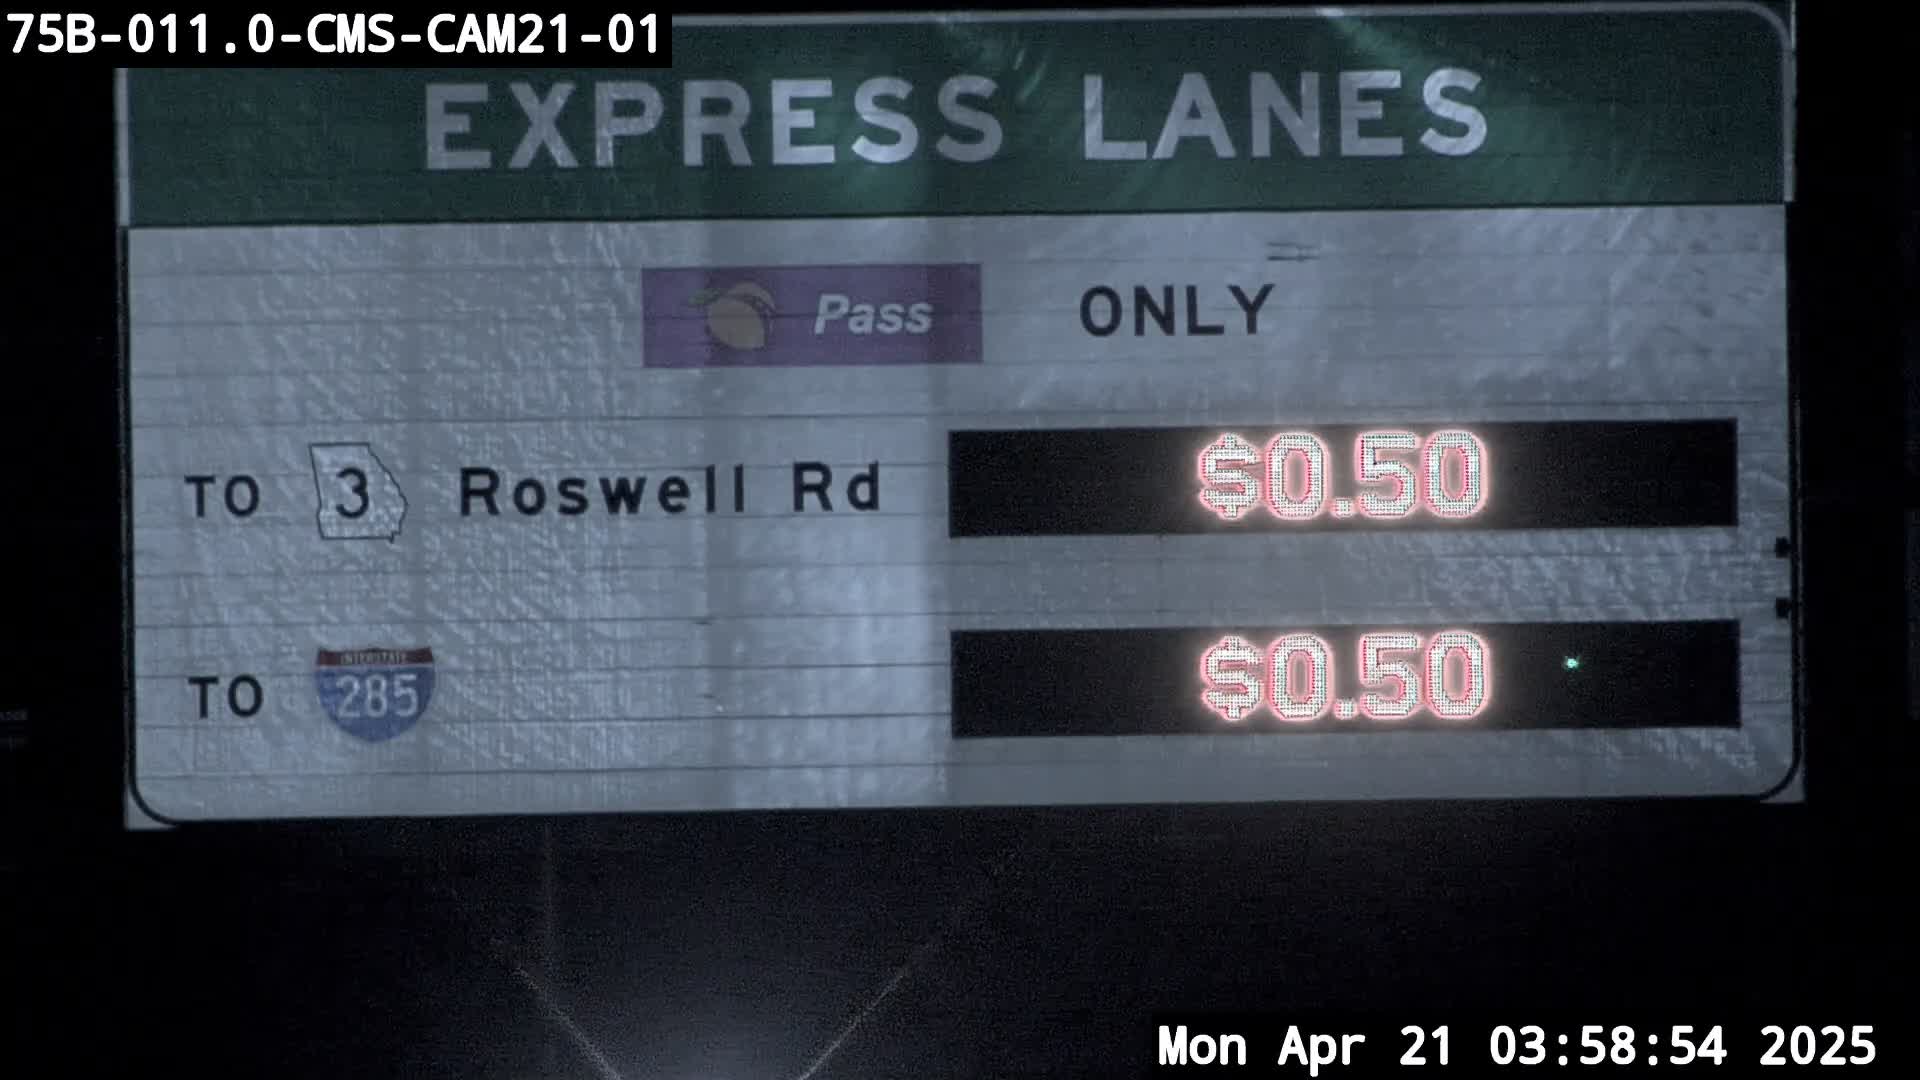 75B-011.0-CMS-CAM21-01
EXPRESS LANES
Pass ONLY
TO 3 Roswell Rd $0.50
INTERSTATE
TO 285 $0.50
Mon Apr 21 03:58:54 2025